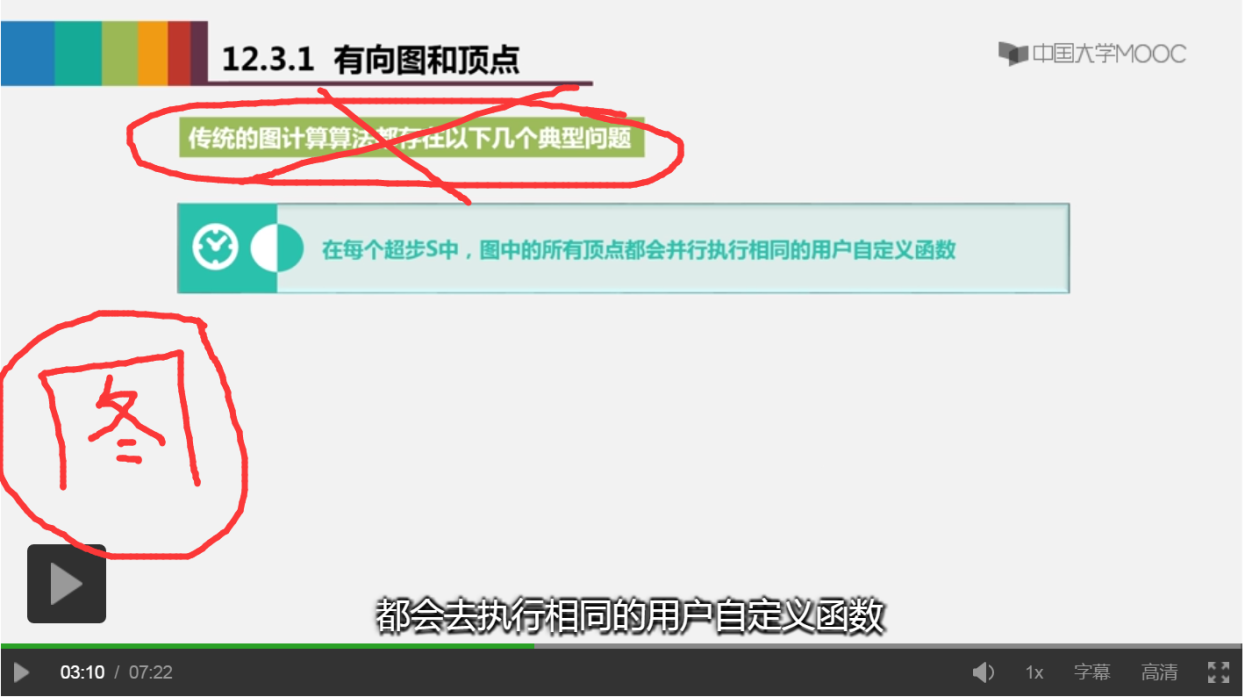 12.3.1 有向图和顶点
中国大学MOOC
传统的图计算算法都存在以下几个典型问题
在每个超步S中，图中的所有顶点都会并行执行相同的用户自定义函数
图
都会去执行相同的用户自定义函数
03:10 / 07:22
1x 字幕 高清